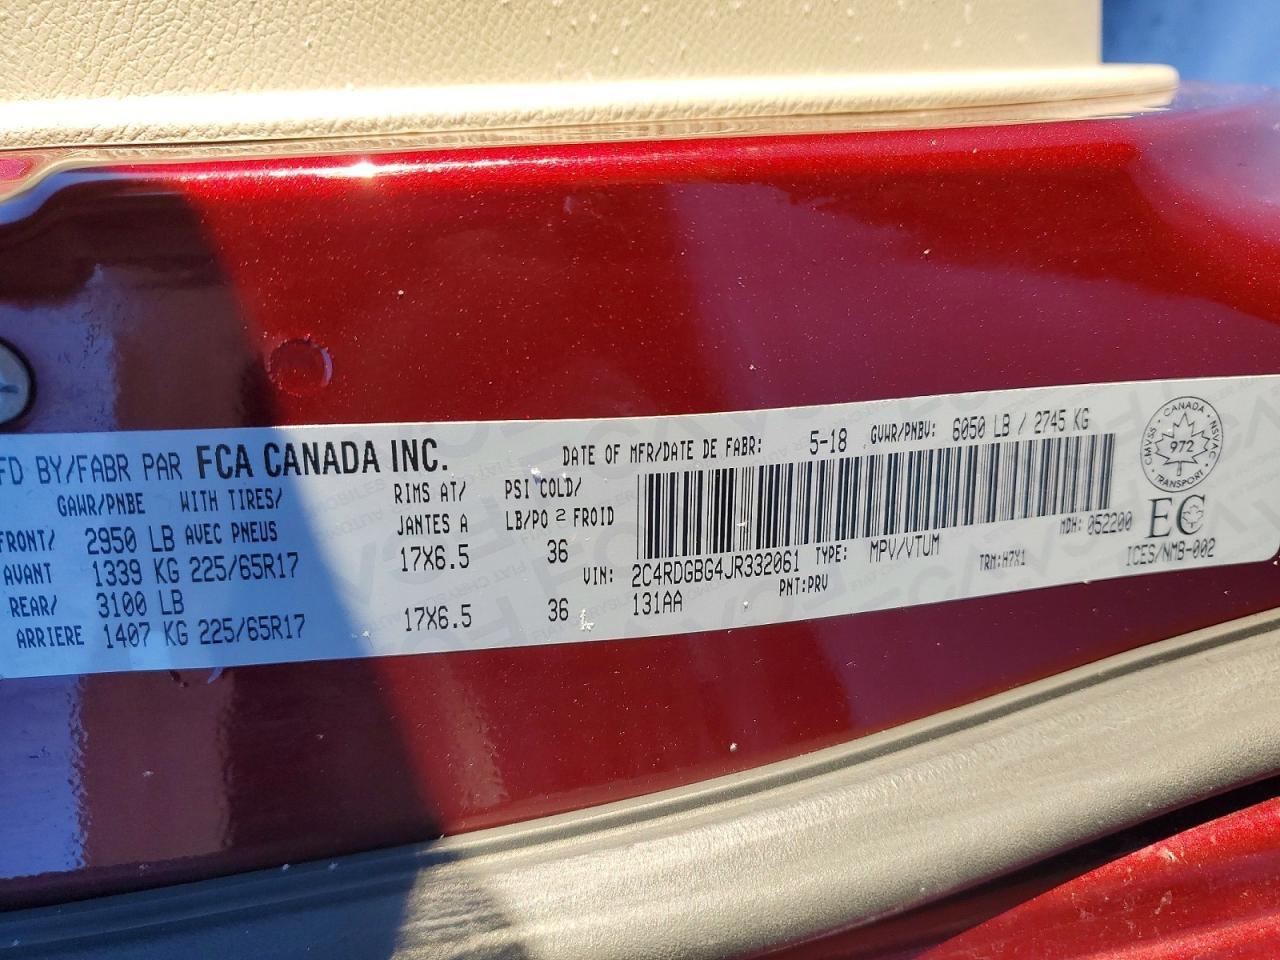 FD BY/FABR PAR FCA CANADA INC. DATE OF MFR/DATE DE FABR: 5-18 GVWR/PNBV: 6050 LB / 2745 KG
GAWR/PNBE WITH TIRES/ RIMS AT/ PSI COLD/
AVEC PNEUS JANTES A LB/PO 2 FROID
FRONT/ 2950 LB
AVANT 1339 KG 225/65R17 17X6.5 36
REAR/ 3100 LB
ARRIERE 1407 KG 225/65R17 17X6.5 36
VIN: 2C4RDGBG4JR332061 TYPE: MPV/VTUM MDH: 052200
131AA PNT:PRV TRM:H7X1
CANADA
CMVSS 972 NSVAC
TRANSPORT
EC
ICES/NMB-002